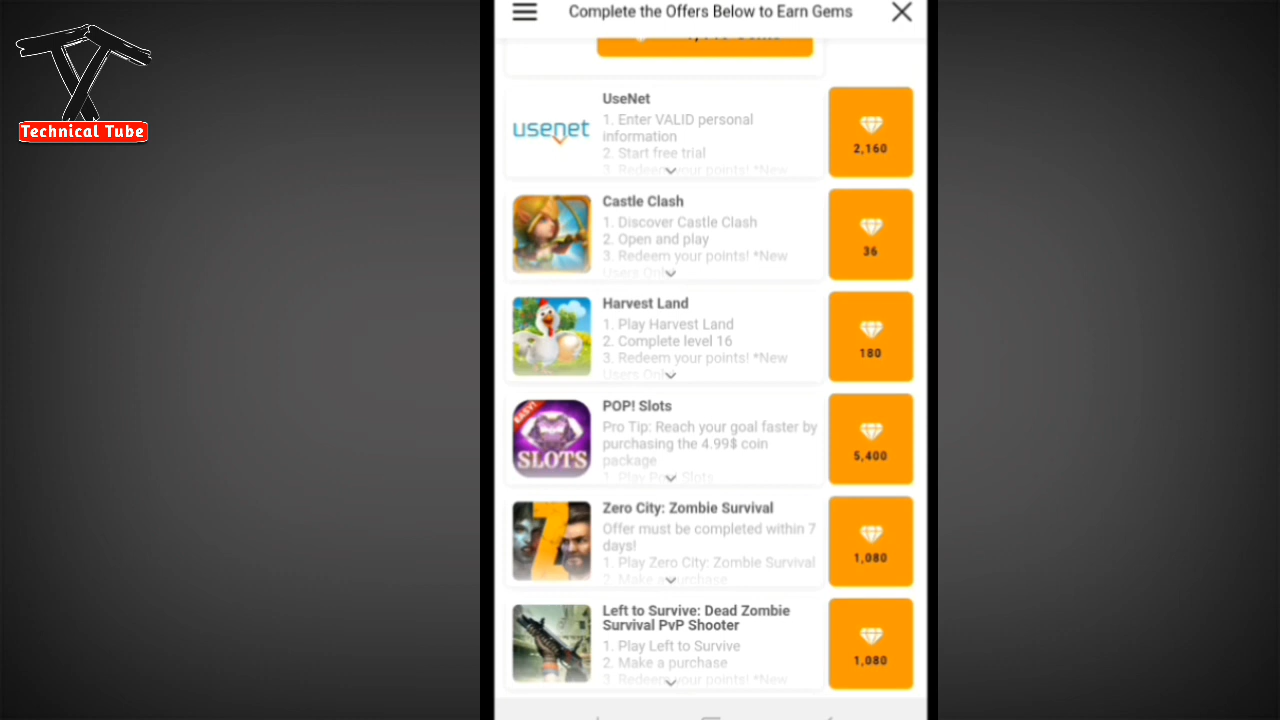 Complete the Offers Below to Earn Gems
Technical Tube
UseNet
1. Enter VALID personal
information
2. Start free trial
3. Redeem your points! *New
usenet
2,160
Castle Clash
1. Discover Castle Clash
2. Open and play
3. Redeem your points! *New
Users Only
36
Harvest Land
1. Play Harvest Land
2. Complete level 16
3. Redeem your points! *New
Users Only
180
POP! Slots
Pro Tip: Reach your goal faster by
purchasing the 4.99$ coin
package
1. Play Pop! Slots
EASY!
SLOTS
5,400
Zero City: Zombie Survival
Offer must be completed within 7
days!
1. Play Zero City: Zombie Survival
2. Make a purchase
1,080
Left to Survive: Dead Zombie
Survival PvP Shooter
1. Play Left to Survive
2. Make a purchase
3. Redeem your points! *New
1,080